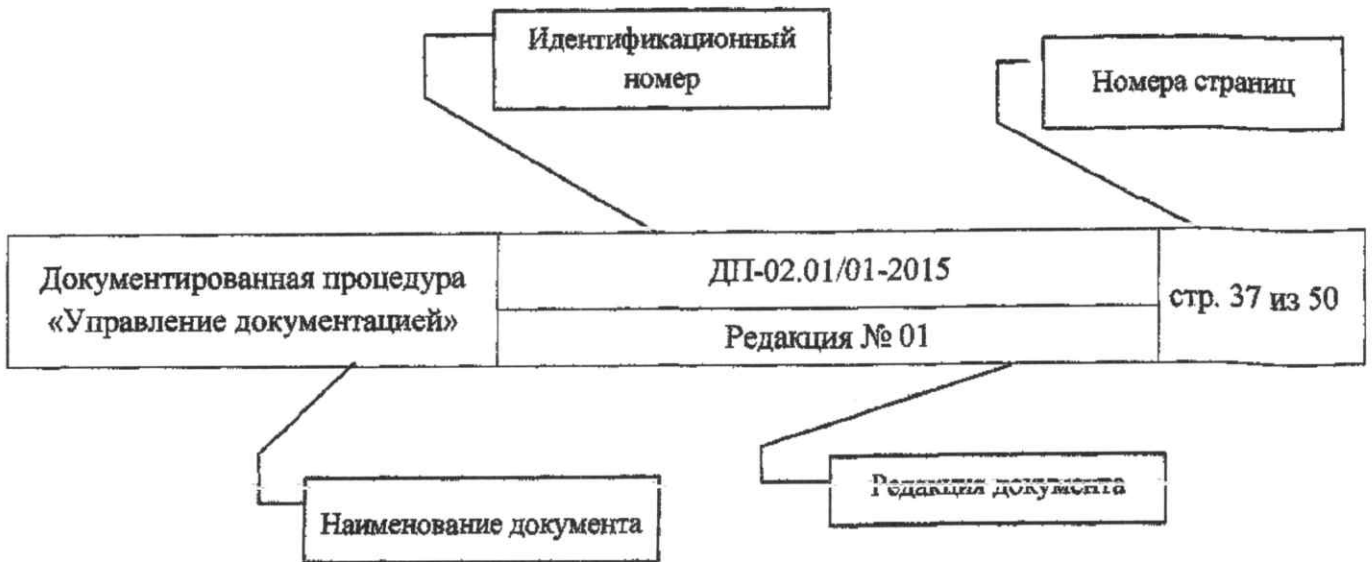 Идентификационный
номер
Номера страниц
Документированная процедура
«Управление документацией»
ДП-02.01/01-2015
Редакция № 01
стр. 37 из 50
Наименование документа
Редакция документа